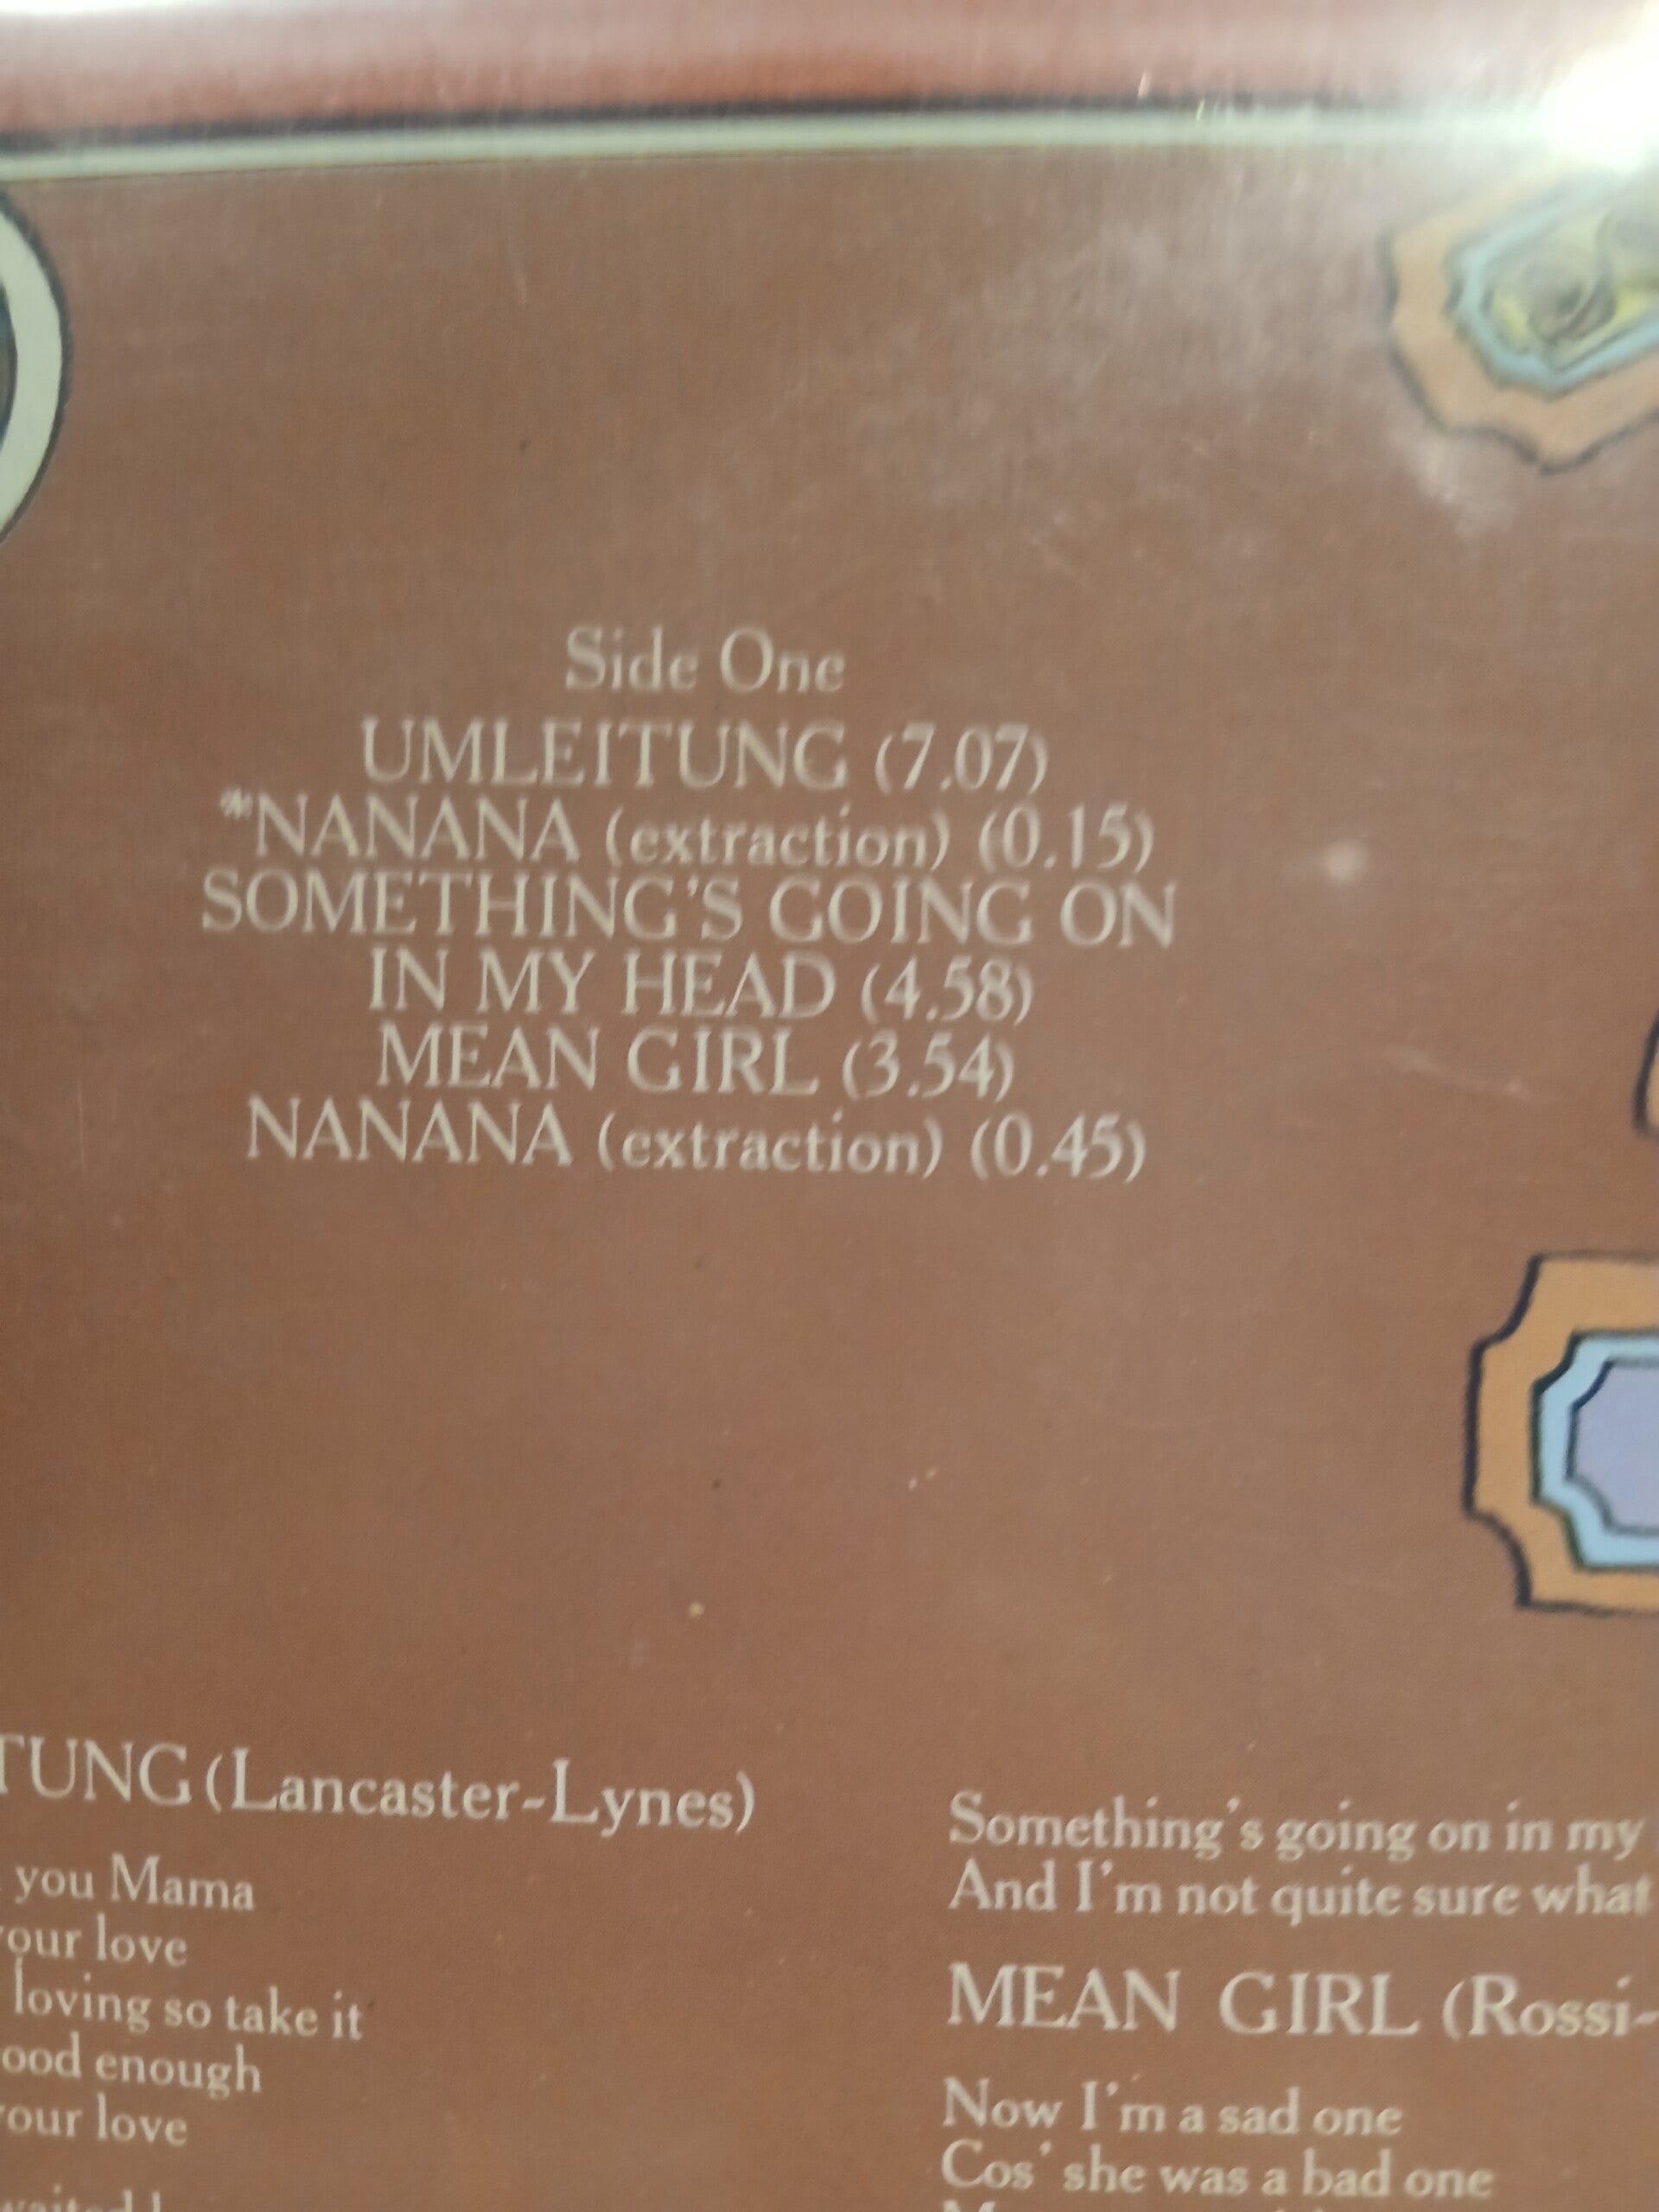 Side One
UMLEITUNG (7.07)
*NANANA (extraction) (0.15)
SOMETHING'S GOING ON
IN MY HEAD (4.58)
MEAN GIRL (3.54)
NANANA (extraction) (0.45)
TUNG (Lancaster-Lynes)
you Mama
your love
loving so take it
ood enough
your love
Something's going on in my
And I'm not quite sure what
MEAN GIRL (Rossi-
Now I'm a sad one
Cos' she was a bad one